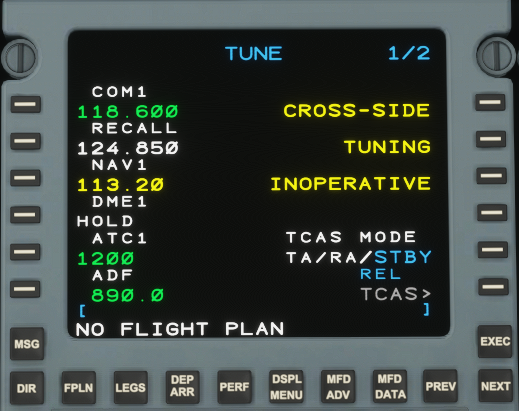 TUNE 1/2
COM1
118.600 CROSS-SIDE
RECALL
124.850 TUNING
NAV1
113.20 INOPERATIVE
DME1
HOLD
ATC1 TCAS MODE
1200 TA/RA/STBY
ADF REL
890.0 TCAS>
[ ]
NO FLIGHT PLAN
MSG EXEC
DIR FPLN LEGS DEP ARR PERF DSPL MENU MFD ADV MFD DATA PREV NEXT